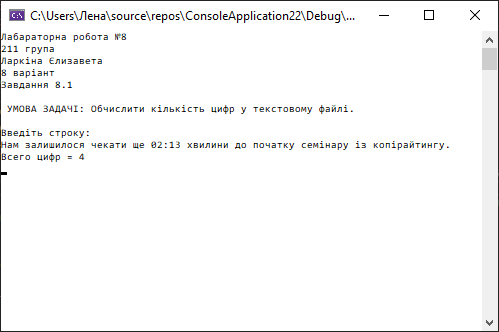 C:\Users\Лена\source\repos\ConsoleApplication22\Debug\...
Лабараторна робота №8
211 група
Ларкіна Єлизавета
8 варіант
Завдання 8.1
УМОВА ЗАДАЧІ: Обчислити кількість цифр у текстовому файлі.
Введіть строку:
Нам залишилося чекати ще 02:13 хвилини до початку семінару із копірайтингу.
Всего цифр = 4